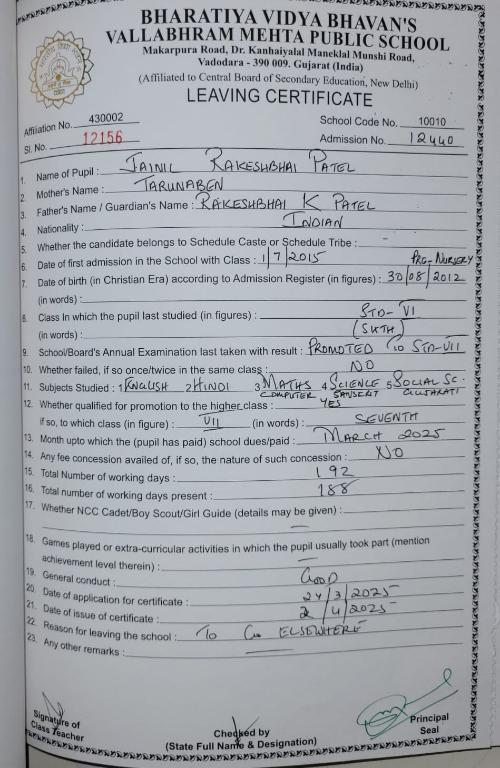 BHARATIYA VIDYA BHAVAN'S
VALLABHRAM MEHTA PUBLIC SCHOOL
Makarpura Road, Dr. Kanhaiyalal Maneklal Munshi Road,
Vadodara - 390 009. Gujarat (India)
(Affiliated to Central Board of Secondary Education, New Delhi)
LEAVING CERTIFICATE
Affiliation No. 430002 School Code No. 10010
Sl. No. 12156 Admission No. 12440
1. Name of Pupil : JAINIL RAKESHBHAI PATEL
2. Mother's Name : TARUNABEN
3. Father's Name / Guardian's Name : RAKESHBHAI K PATEL
4. Nationality : INDIAN
5. Whether the candidate belongs to Schedule Caste or Schedule Tribe : -
6. Date of first admission in the School with Class : 1/7/2015 PRE-NURSERY
7. Date of birth (in Christian Era) according to Admission Register (in figures) : 30/08/2012
(in words) :
8. Class In which the pupil last studied (in figures) : STD-VI
(in words) : (SIXTH)
9. School/Board's Annual Examination last taken with result : PROMOTED TO STD-VII
10. Whether failed, if so once/twice in the same class : NO
11. Subjects Studied : 1 ENGLISH 2 HINDI 3 MATHS 4 SCIENCE 5 SOCIAL SC.
COMPUTER SANSKRIT GUJARATI
12. Whether qualified for promotion to the higher class : YES
if so, to which class (in figure) : VII (in words) : SEVENTH
13. Month upto which the (pupil has paid) school dues/paid : MARCH 2025
14. Any fee concession availed of, if so, the nature of such concession : NO
15. Total Number of working days : 192
16. Total number of working days present : 188
17. Whether NCC Cadet/Boy Scout/Girl Guide (details may be given) :
—
18. Games played or extra-curricular activities in which the pupil usually took part (mention
achievement level therein) : —
19. General conduct : GOOD
20. Date of application for certificate : 24/3/2025
21. Date of issue of certificate : 2/4/2025
22. Reason for leaving the school : TO GO ELSEWHERE
23. Any other remarks : —
Signature of
Class Teacher
Checked by
(State Full Name & Designation)
Principal
Seal